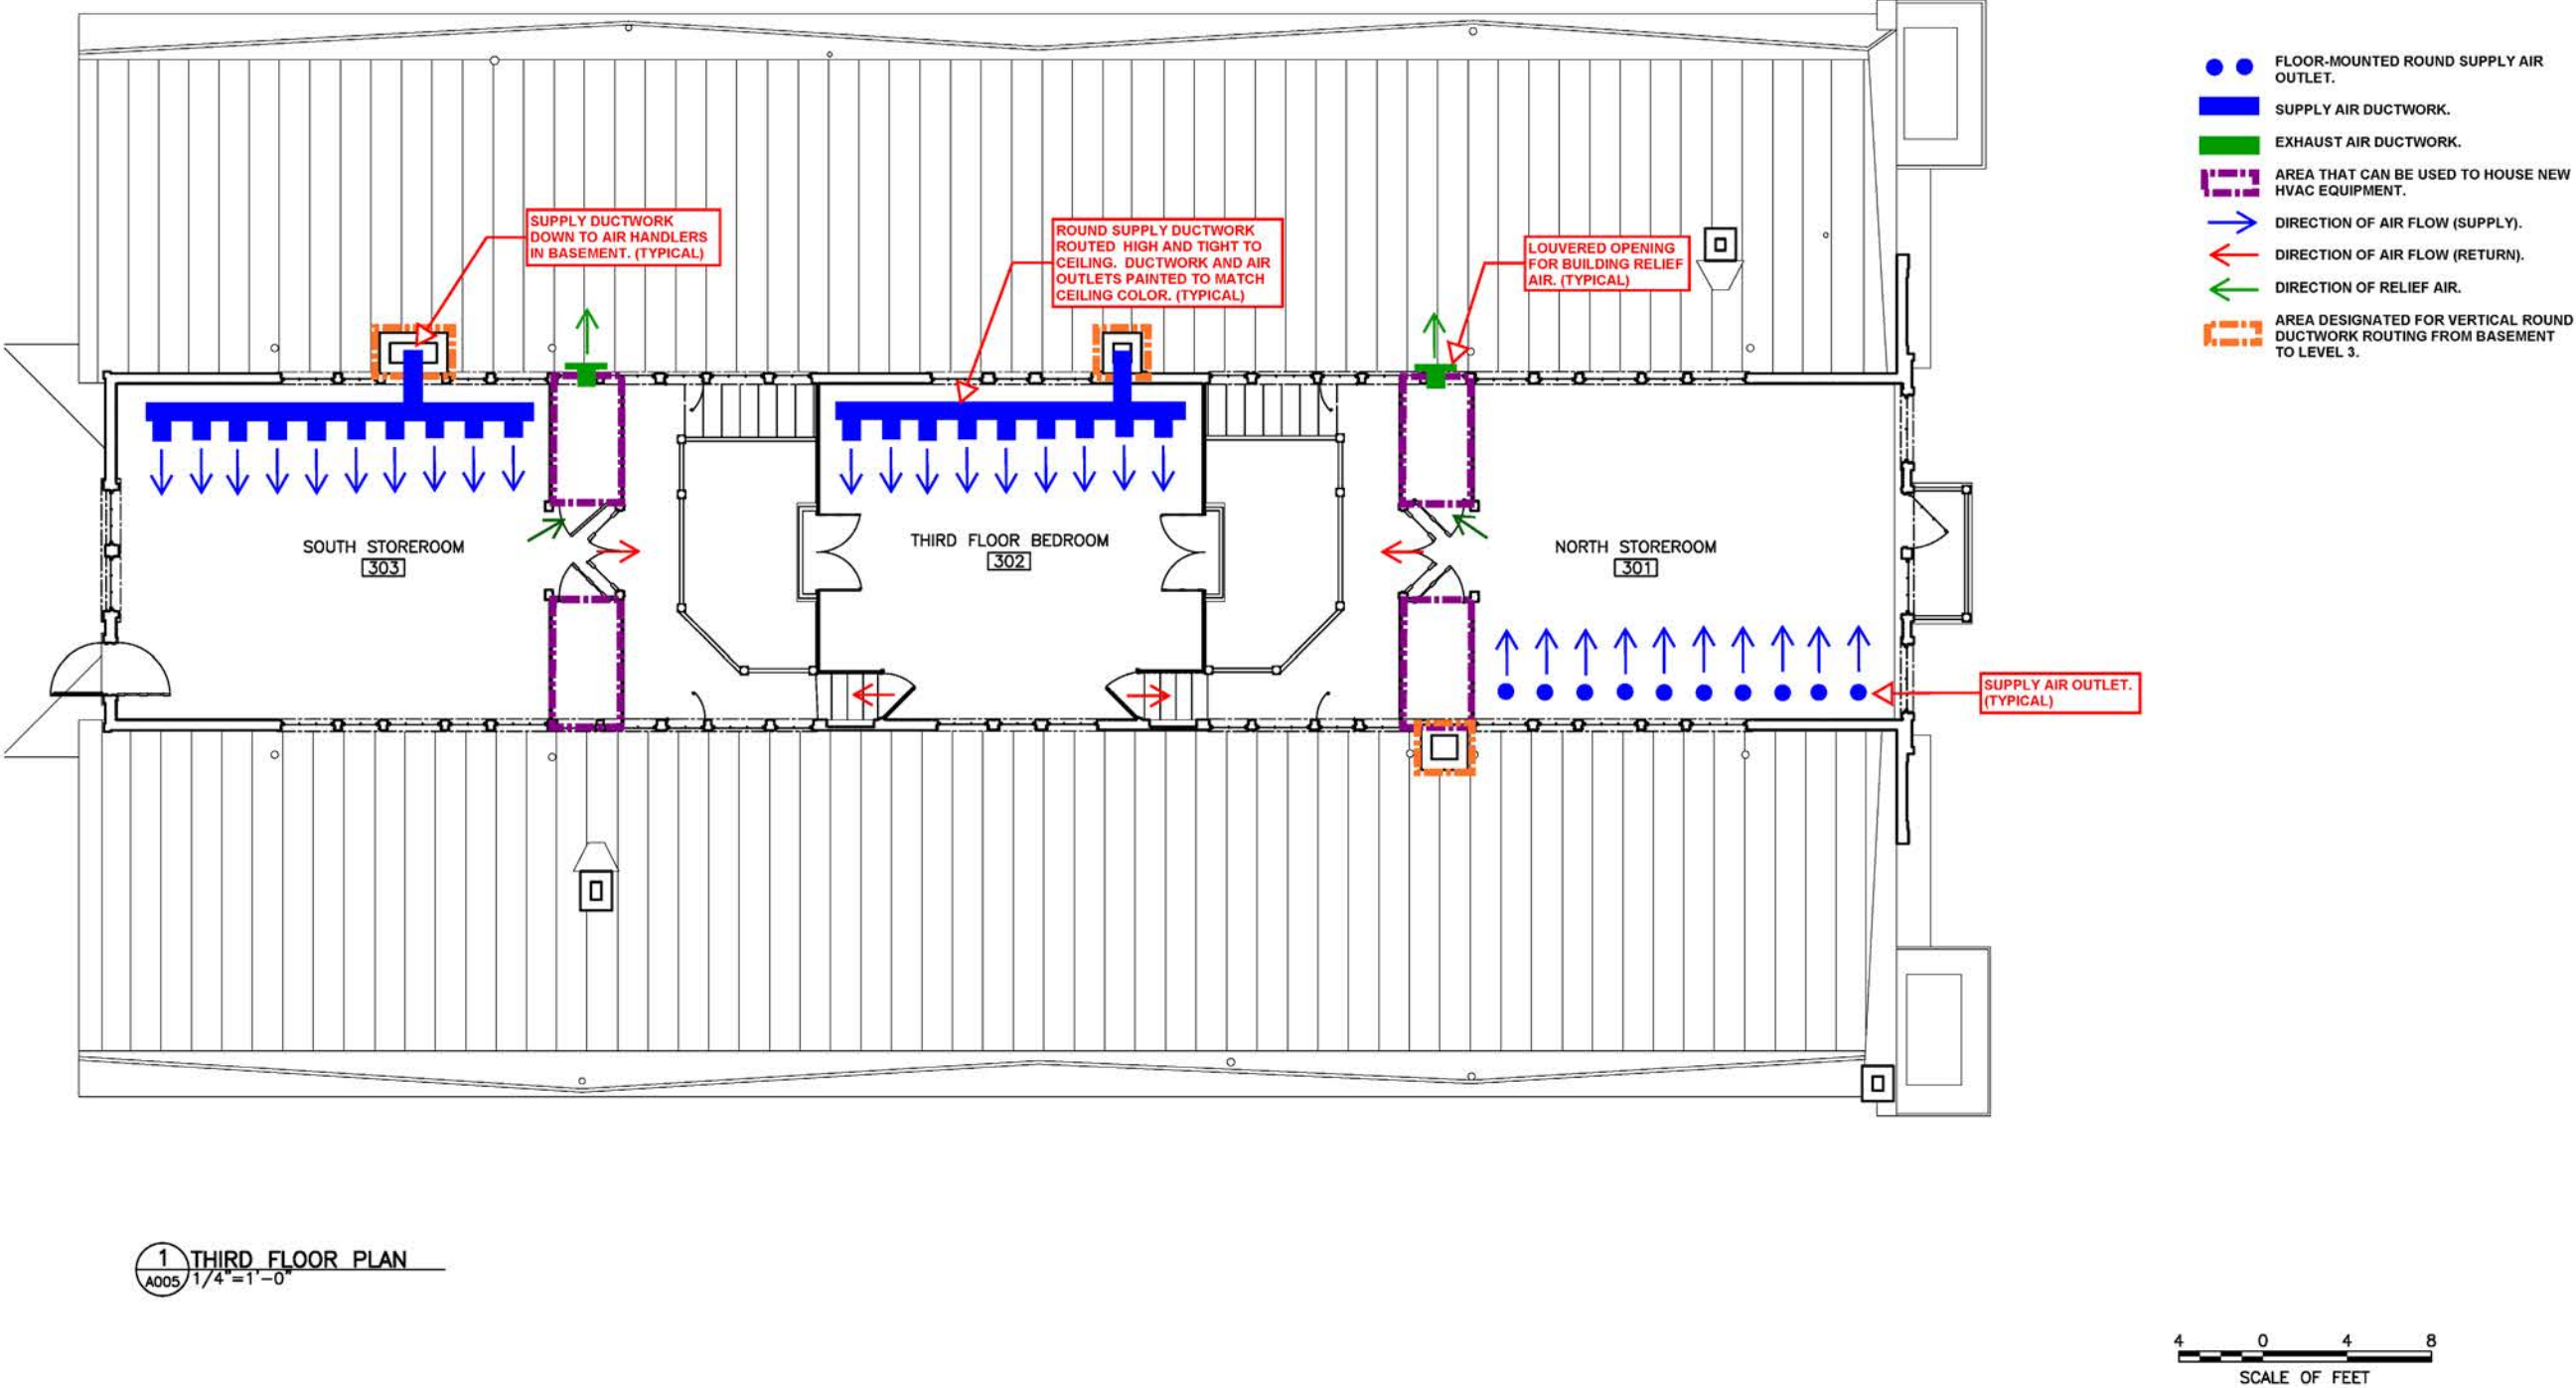 FLOOR-MOUNTED ROUND SUPPLY AIR
OUTLET.
SUPPLY AIR DUCTWORK.
EXHAUST AIR DUCTWORK.
AREA THAT CAN BE USED TO HOUSE NEW
HVAC EQUIPMENT.
DIRECTION OF AIR FLOW (SUPPLY).
DIRECTION OF AIR FLOW (RETURN).
DIRECTION OF RELIEF AIR.
AREA DESIGNATED FOR VERTICAL ROUND
DUCTWORK ROUTING FROM BASEMENT
TO LEVEL 3.
SUPPLY DUCTWORK
DOWN TO AIR HANDLERS
IN BASEMENT. (TYPICAL)
ROUND SUPPLY DUCTWORK
ROUTED HIGH AND TIGHT TO
CEILING. DUCTWORK AND AIR
OUTLETS PAINTED TO MATCH
CEILING COLOR. (TYPICAL)
LOUVERED OPENING
FOR BUILDING RELIEF
AIR. (TYPICAL)
SOUTH STOREROOM
303
THIRD FLOOR BEDROOM
302
NORTH STOREROOM
301
SUPPLY AIR OUTLET.
(TYPICAL)
1 THIRD FLOOR PLAN
A005 1/4"=1'-0"
4 0 4 8
SCALE OF FEET